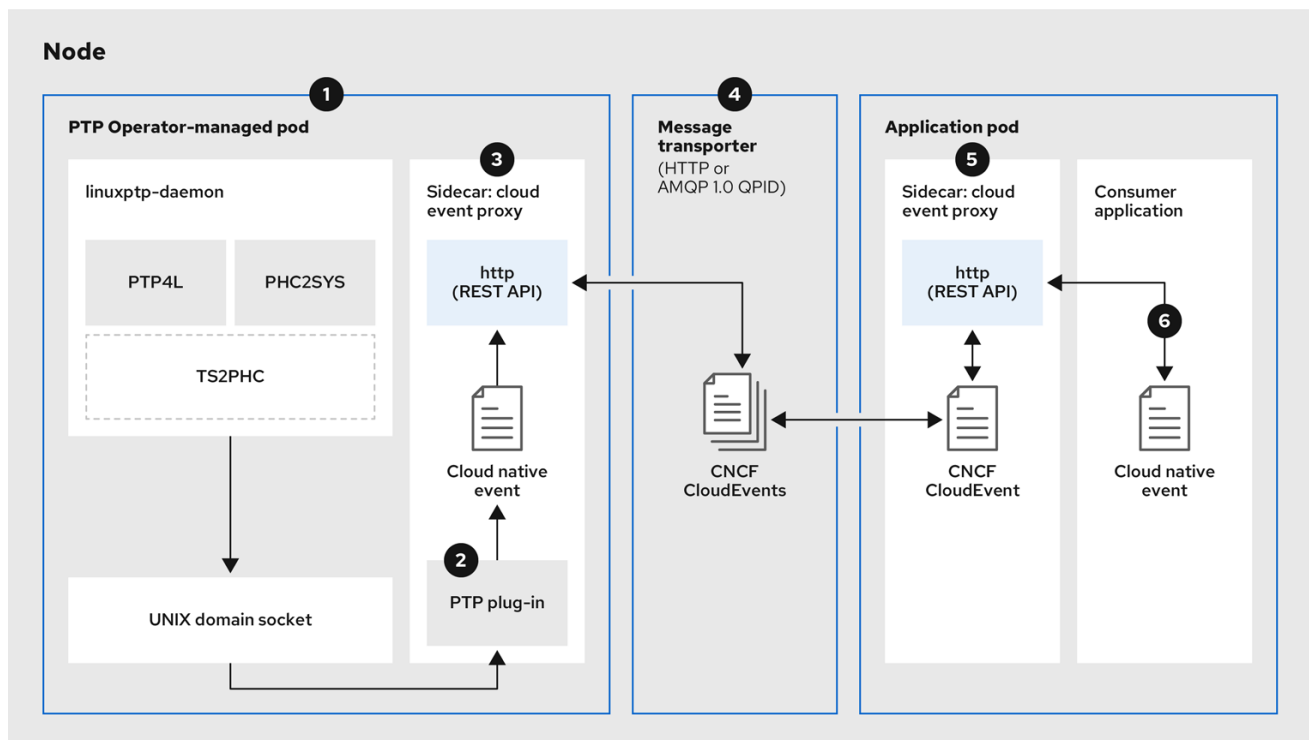 Node
1
PTP Operator-managed pod
linuxptp-daemon
PTP4L
PHC2SYS
TS2PHC
UNIX domain socket
3
Sidecar: cloud
event proxy
http
(REST API)
Cloud native
event
2
PTP plug-in
4
Message
transporter
(HTTP or
AMQP 1.0 QPID)
CNCF
CloudEvents
Application pod
5
Sidecar: cloud
event proxy
http
(REST API)
CNCF
CloudEvent
Consumer
application
6
Cloud native
event